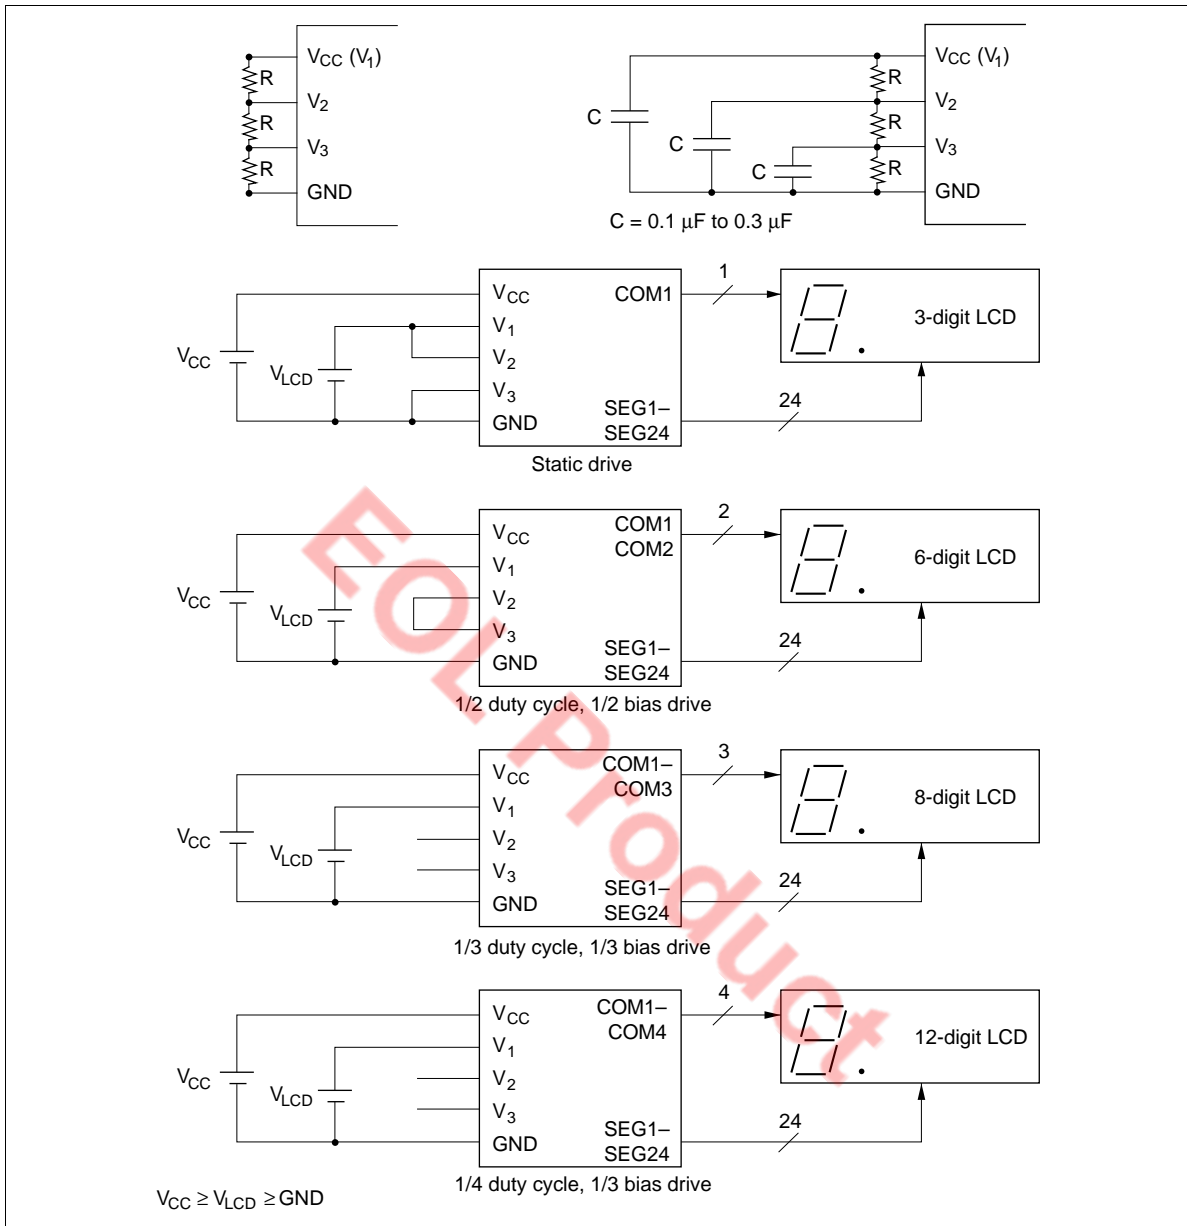 VCC (V1)
R
V2
R
V3
R
GND
VCC (V1)
R
V2
R
V3
R
GND
C
C
C
C = 0.1 μF to 0.3 μF
VCC
VLCD
VCC
V1
V2
V3
GND
COM1
SEG1–
SEG24
1
24
3-digit LCD
Static drive
VCC
VLCD
VCC
V1
V2
V3
GND
COM1
COM2
SEG1–
SEG24
2
24
6-digit LCD
1/2 duty cycle, 1/2 bias drive
VCC
VLCD
VCC
V1
V2
V3
GND
COM1–
COM3
SEG1–
SEG24
3
24
8-digit LCD
1/3 duty cycle, 1/3 bias drive
VCC
VLCD
VCC
V1
V2
V3
GND
COM1–
COM4
SEG1–
SEG24
4
24
12-digit LCD
1/4 duty cycle, 1/3 bias drive
VCC ≥ VLCD ≥ GND
EOL Product